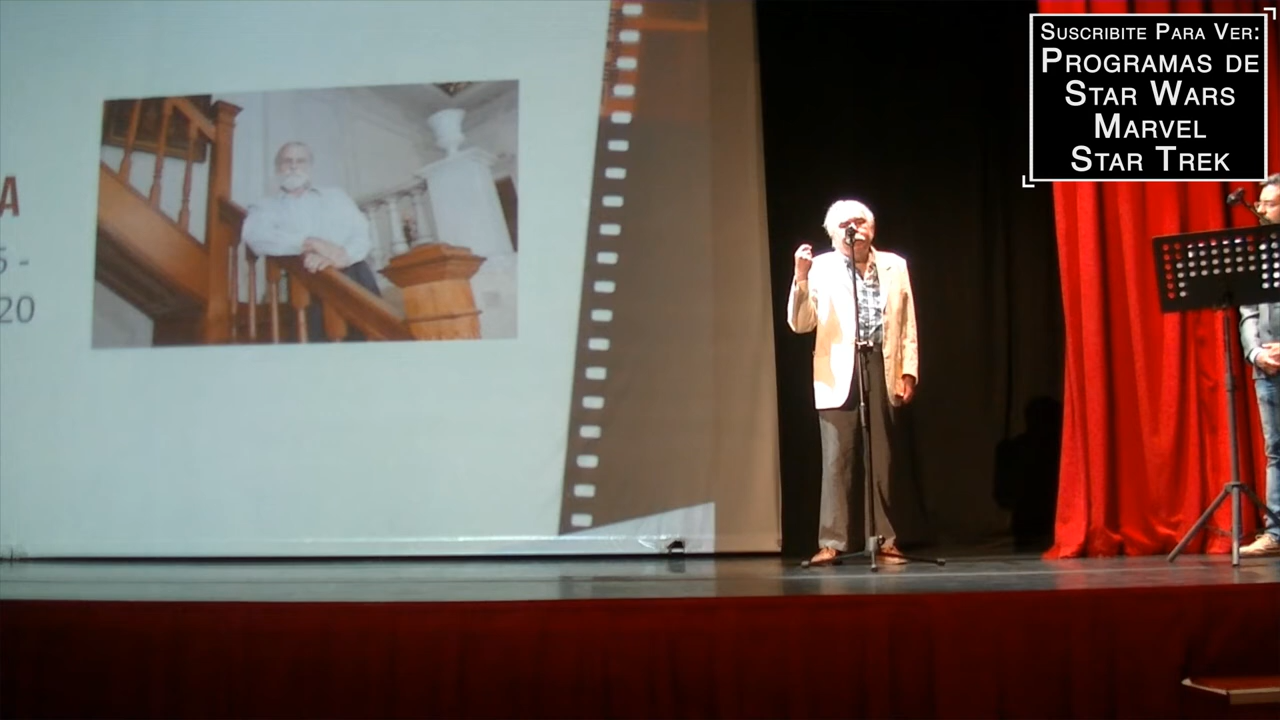 Suscribite Para Ver:
Programas de
Star Wars
Marvel
Star Trek
A
5 -
20